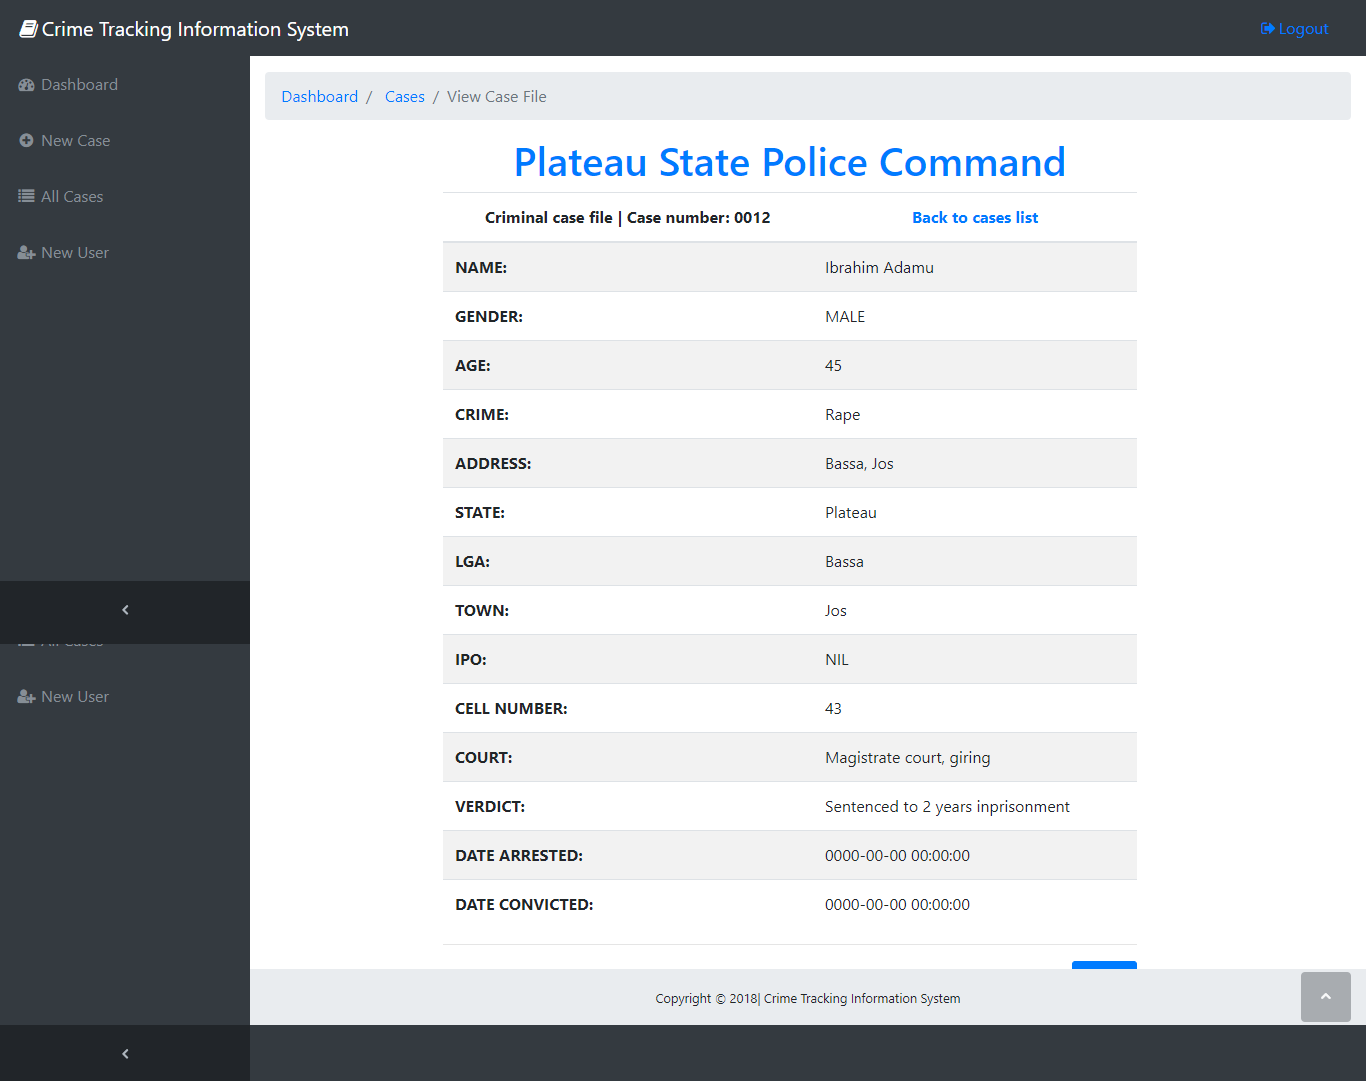 Crime Tracking Information System
Logout
Dashboard
New Case
All Cases
New User
Dashboard / Cases / View Case File
Plateau State Police Command
Criminal case file | Case number: 0012 Back to cases list
NAME: Ibrahim Adamu
GENDER: MALE
AGE: 45
CRIME: Rape
ADDRESS: Bassa, Jos
STATE: Plateau
LGA: Bassa
TOWN: Jos
IPO: NIL
CELL NUMBER: 43
COURT: Magistrate court, giring
VERDICT: Sentenced to 2 years inprisonment
DATE ARRESTED: 0000-00-00 00:00:00
DATE CONVICTED: 0000-00-00 00:00:00
All Cases
New User
Copyright © 2018| Crime Tracking Information System